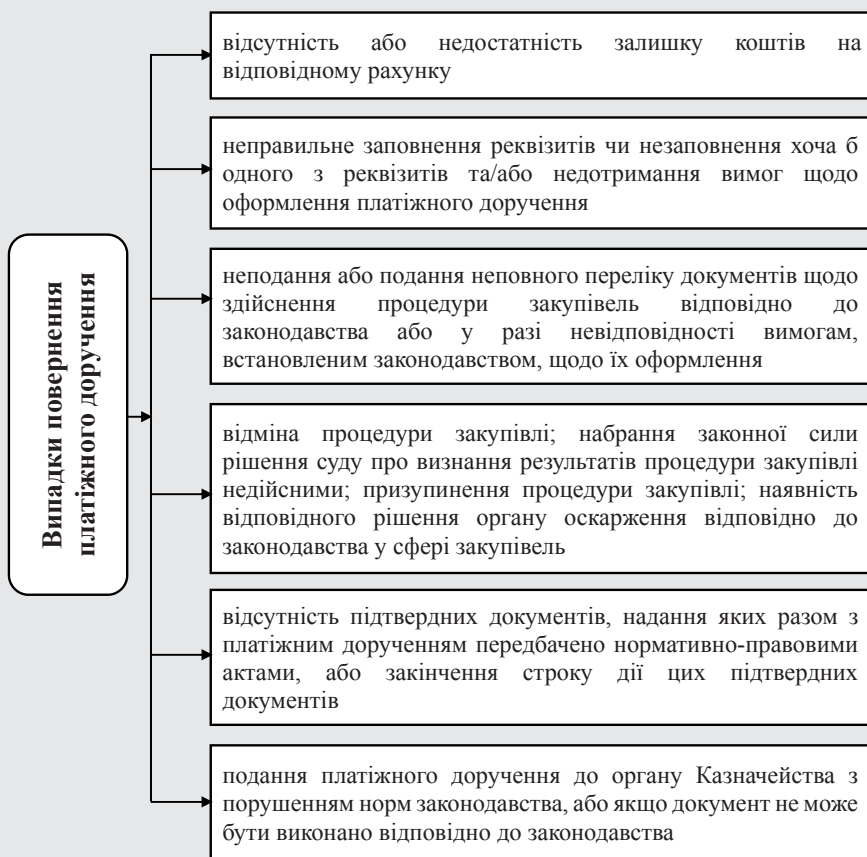 Випадки повернення
платіжного доручення
відсутність або недостатність залишку коштів на
відповідному рахунку
неправильне заповнення реквізитів чи незаповнення хоча б
одного з реквізитів та/або недотримання вимог щодо
оформлення платіжного доручення
неподання або подання неповного переліку документів щодо
здійснення процедури закупівель відповідно до
законодавства або у разі невідповідності вимогам,
встановленим законодавством, щодо їх оформлення
відміна процедури закупівлі; набрання законної сили
рішення суду про визнання результатів процедури закупівлі
недійсними; призупинення процедури закупівлі; наявність
відповідного рішення органу оскарження відповідно до
законодавства у сфері закупівель
відсутність підтвердних документів, надання яких разом з
платіжним дорученням передбачено нормативно-правовими
актами, або закінчення строку дії цих підтвердних
документів
подання платіжного доручення до органу Казначейства з
порушенням норм законодавства, або якщо документ не може
бути виконано відповідно до законодавства